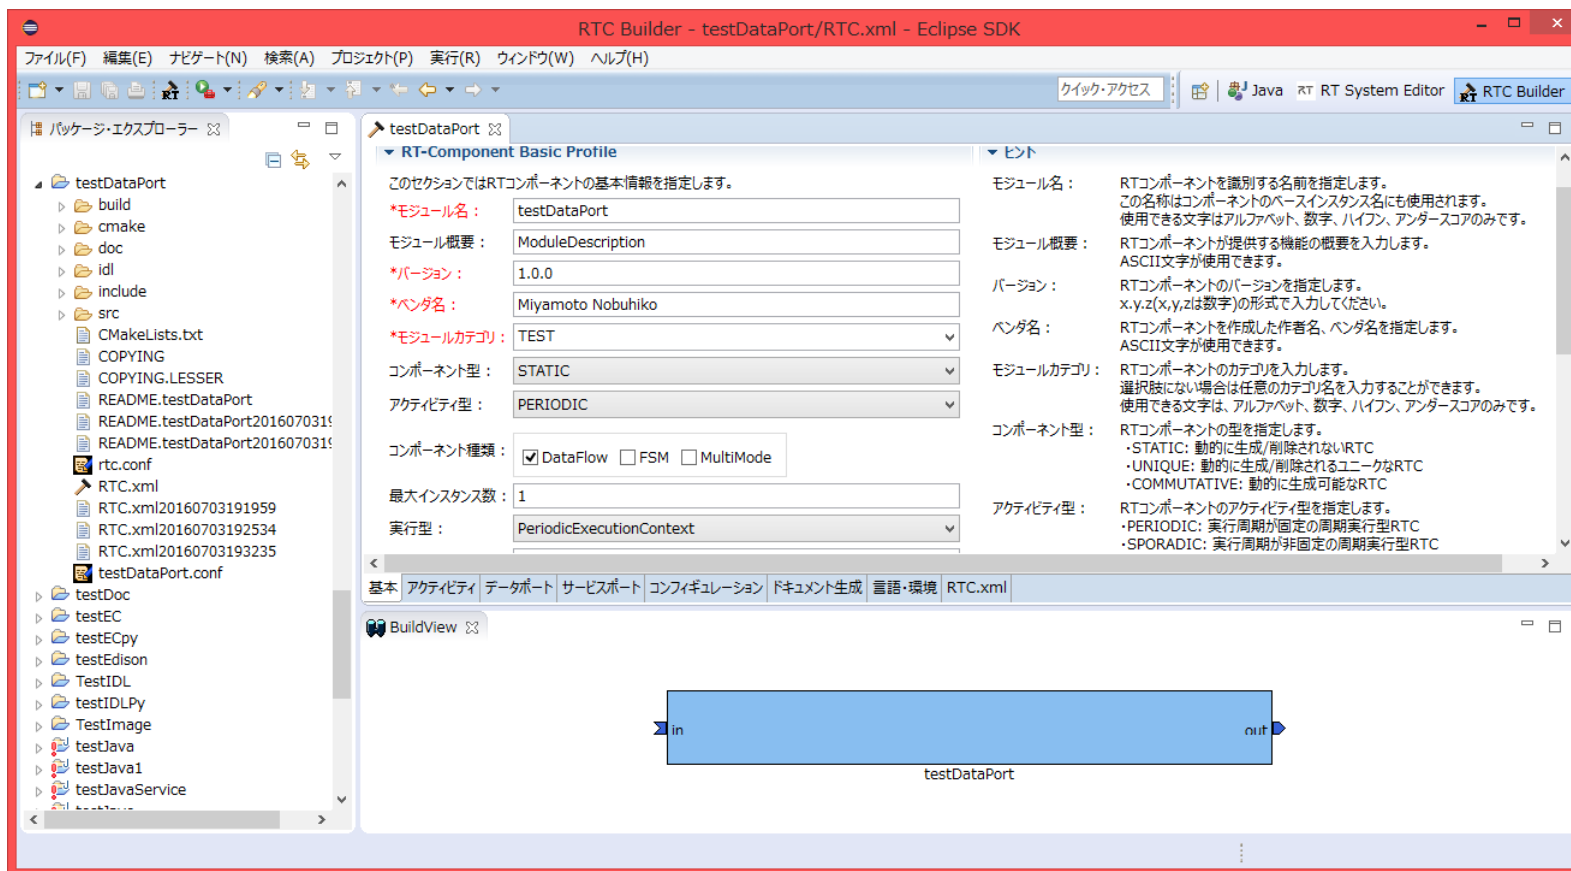 RTC Builder - testDataPort/RTC.xml - Eclipse SDK
ファイル(F) 編集(E) ナビゲート(N) 検索(A) プロジェクト(P) 実行(R) ウィンドウ(W) ヘルプ(H)
クイック・アクセス Java RT RT System Editor RT RTC Builder
パッケージ・エクスプローラー
testDataPort
build
cmake
doc
idl
include
src
CMakeLists.txt
COPYING
COPYING.LESSER
README.testDataPort
README.testDataPort2016070319
README.testDataPort201607031
rtc.conf
RTC.xml
RTC.xml20160703191959
RTC.xml20160703192534
RTC.xml20160703193235
testDataPort.conf
testDoc
testEC
testECpy
testEdison
TestIDL
testIDLPy
TestImage
testJava
testJava1
testJavaService
testDataPort
RT-Component Basic Profile
このセクションではRTコンポーネントの基本情報を指定します。
*モジュール名： testDataPort
モジュール概要： ModuleDescription
*バージョン： 1.0.0
*ベンダ名： Miyamoto Nobuhiko
*モジュールカテゴリ： TEST
コンポーネント型： STATIC
アクティビティ型： PERIODIC
コンポーネント種類： DataFlow FSM MultiMode
最大インスタンス数： 1
実行型： PeriodicExecutionContext
ヒント
モジュール名： RTコンポーネントを識別する名前を指定します。
この名称はコンポーネントのベースインスタンス名にも使用されます。
使用できる文字はアルファベット、数字、ハイフン、アンダースコアのみです。
モジュール概要： RTコンポーネントが提供する機能の概要を入力します。
ASCII文字が使用できます。
バージョン： RTコンポーネントのバージョンを指定します。
x.y.z(x,y,zは数字)の形式で入力してください。
ベンダ名： RTコンポーネントを作成した作者名、ベンダ名を指定します。
ASCII文字が使用できます。
モジュールカテゴリ： RTコンポーネントのカテゴリを入力します。
選択肢にない場合は任意のカテゴリ名を入力することができます。
使用できる文字は、アルファベット、数字、ハイフン、アンダースコアのみです。
コンポーネント型： RTコンポーネントの型を指定します。
・STATIC: 動的に生成/削除されないRTC
・UNIQUE: 動的に生成/削除されるユニークなRTC
・COMMUTATIVE: 動的に生成可能なRTC
アクティビティ型： RTコンポーネントのアクティビティ型を指定します。
・PERIODIC: 実行周期が固定の周期実行型RTC
・SPORADIC: 実行周期が非固定の周期実行型RTC
基本 アクティビティ データポート サービスポート コンフィギュレーション ドキュメント生成 言語・環境 RTC.xml
BuildView
in out
testDataPort